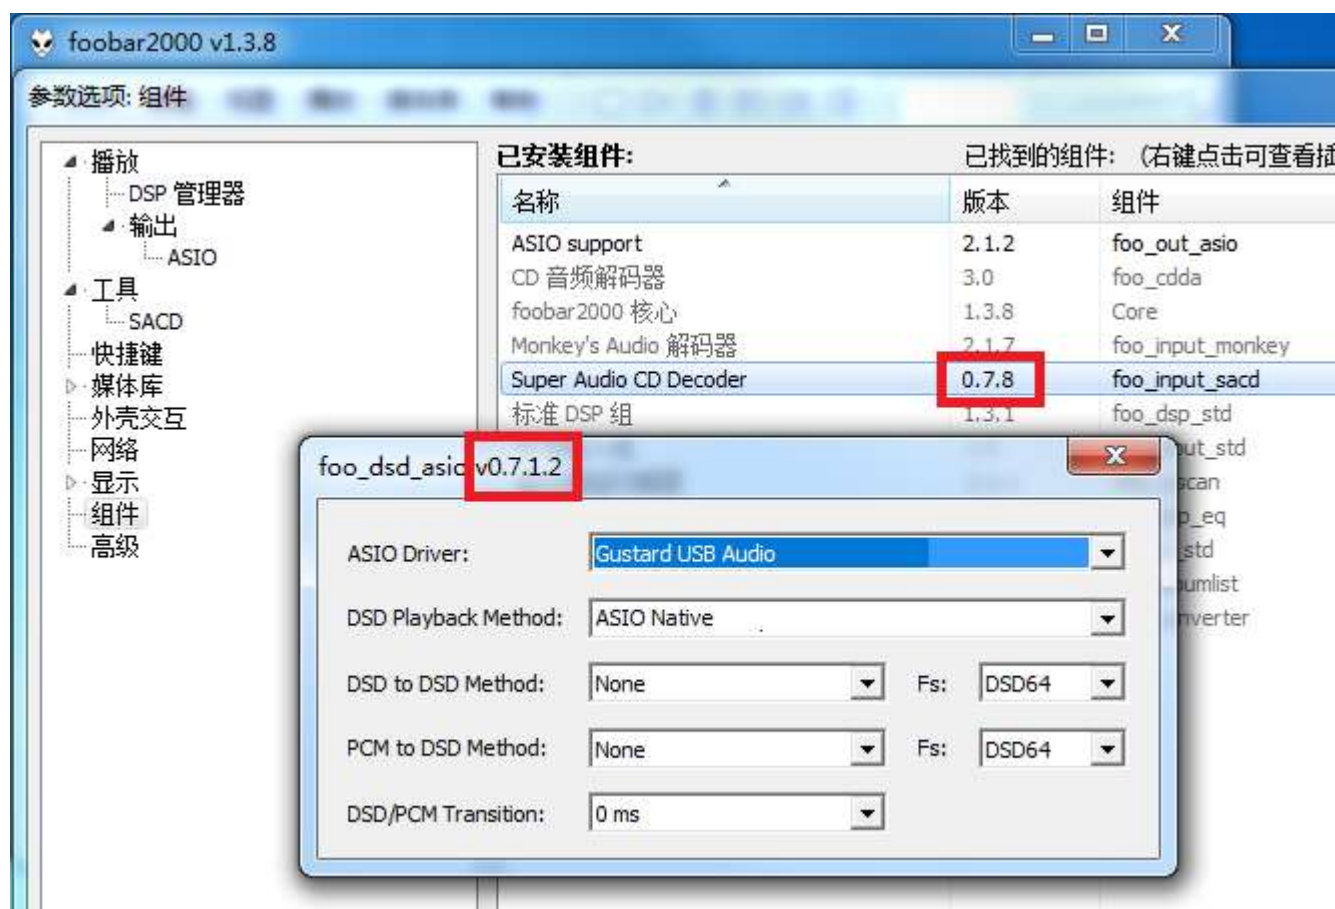 foobar2000 v1.3.8
参数选项: 组件
播放
DSP 管理器
输出
ASIO
工具
SACD
快捷键
媒体库
外壳交互
网络
显示
组件
高级
已安装组件: 已找到的组件: (右键点击可查看插
名称 版本 组件
ASIO support 2.1.2 foo_out_asio
CD 音频解码器 3.0 foo_cdda
foobar2000 核心 1.3.8 Core
Monkey's Audio 解码器 2.1.7 foo_input_monkey
Super Audio CD Decoder 0.7.8 foo_input_sacd
标准 DSP 组 1.3.1 foo_dsp_std
out_std
scan
p_eq
_std
umlist
nverter
foo_dsd_asio v0.7.1.2
ASIO Driver: Gustard USB Audio
DSD Playback Method: ASIO Native
DSD to DSD Method: None Fs: DSD64
PCM to DSD Method: None Fs: DSD64
DSD/PCM Transition: 0 ms